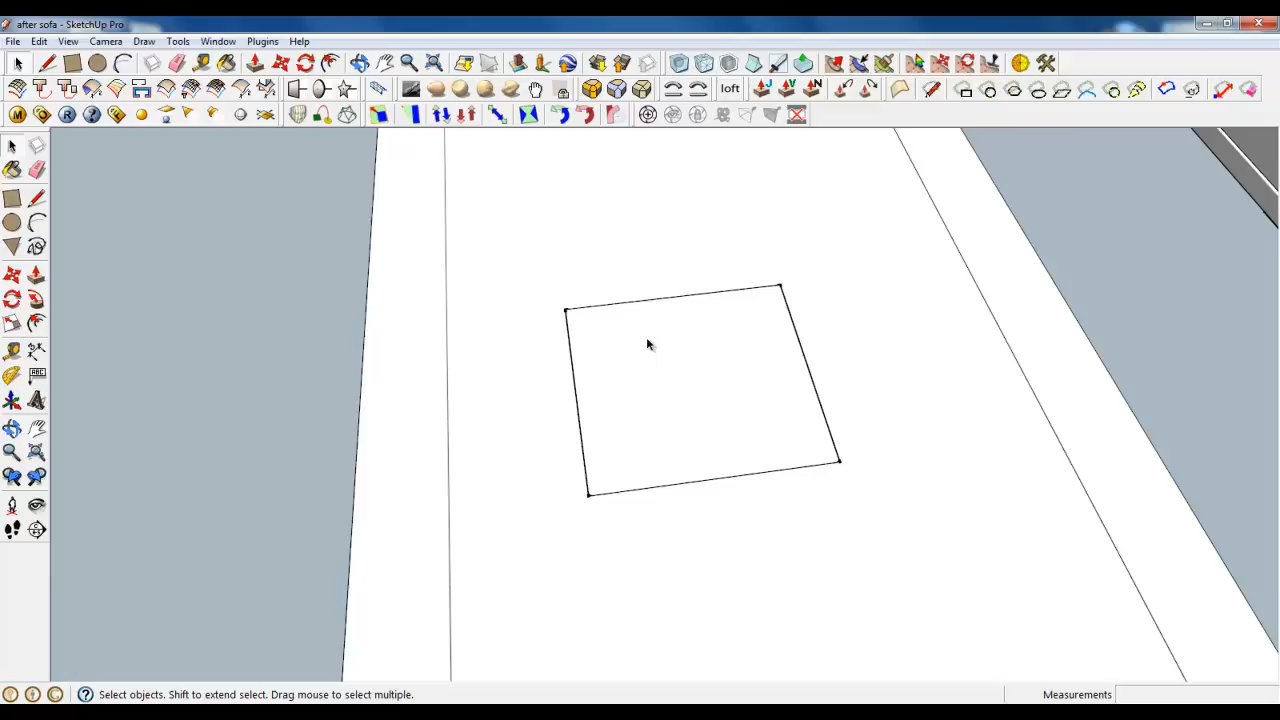 after sofa - SketchUp Pro
File Edit View Camera Draw Tools Window Plugins Help
loft
M R ?
ABC
Select objects. Shift to extend select. Drag mouse to select multiple.
Measurements